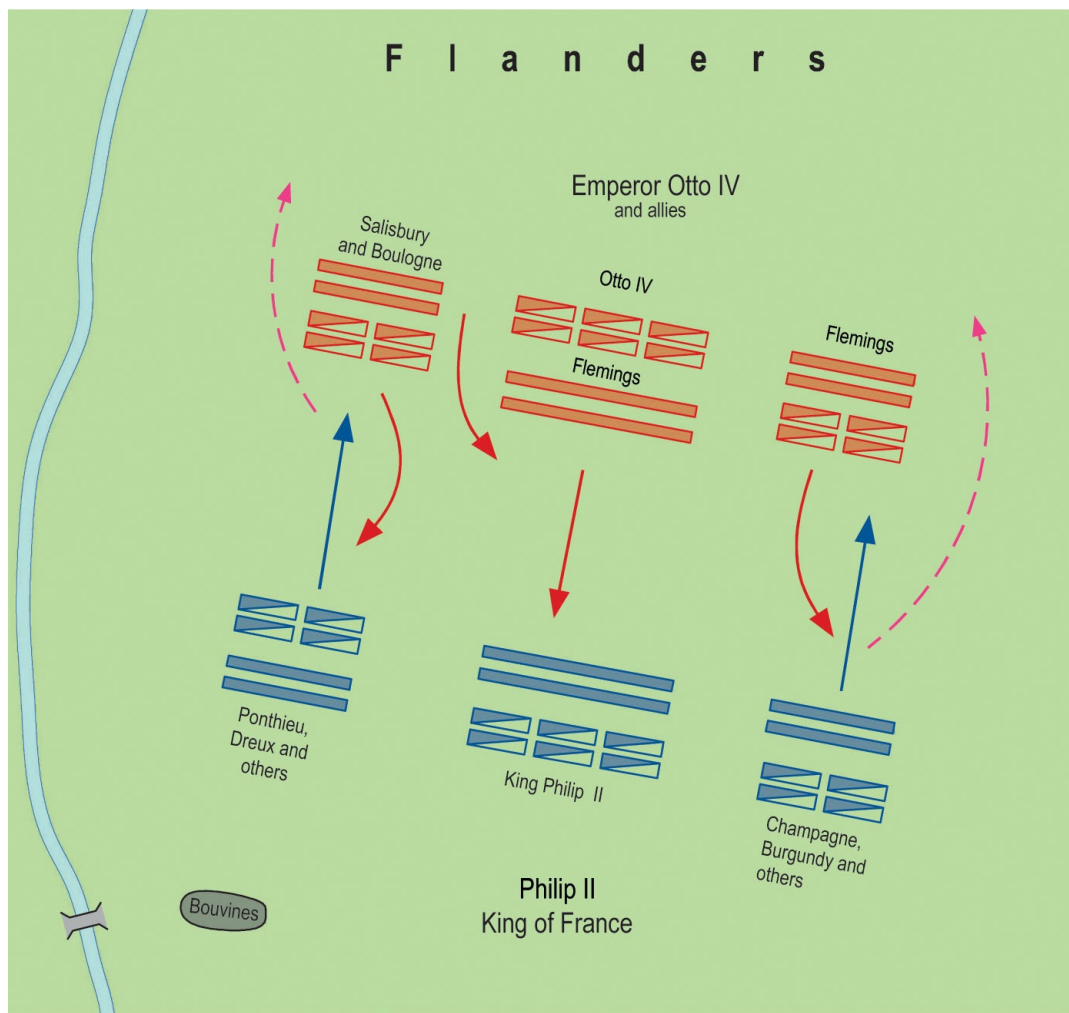 Flanders
Emperor Otto IV
and allies
Salisbury
and Boulogne
Otto IV
Flemings
Flemings
Ponthieu,
Dreux and
others
King Philip II
Champagne,
Burgundy and
others
Bouvines
Philip II
King of France